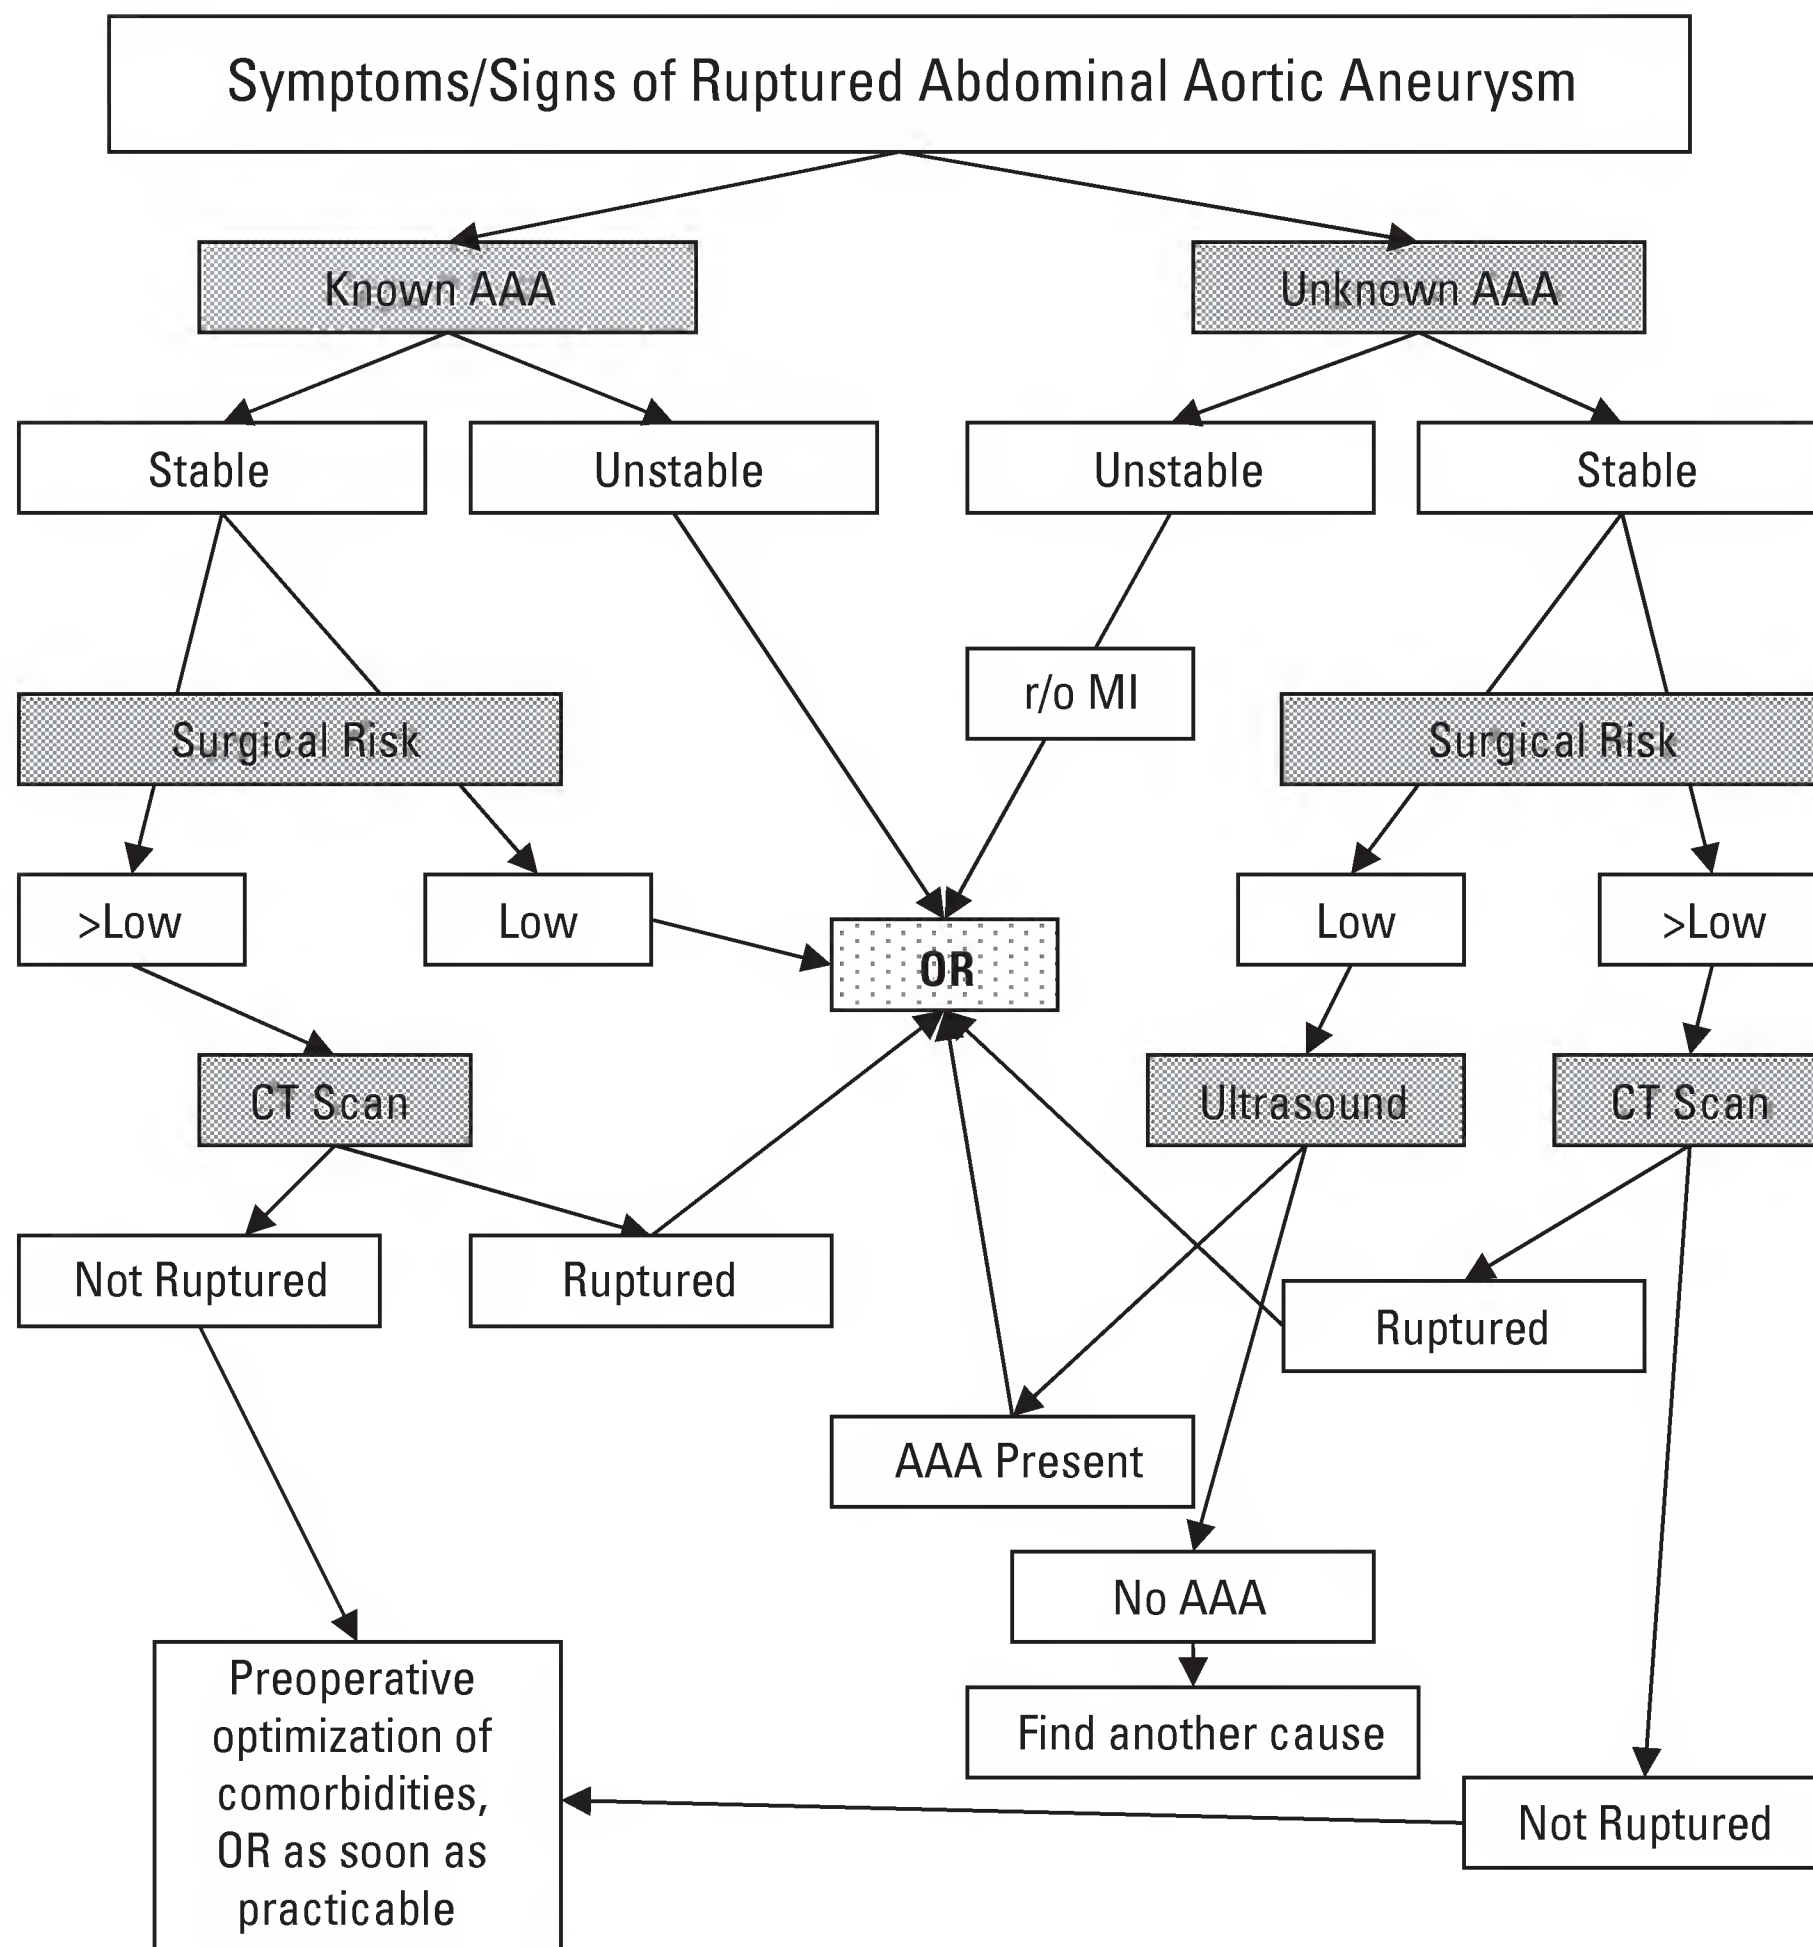 Symptoms/Signs of Ruptured Abdominal Aortic Aneurysm
Known AAA
Unknown AAA
Stable
Unstable
Unstable
Stable
r/o MI
Surgical Risk
Surgical Risk
>Low
Low
OR
Low
>Low
CT Scan
Ultrasound
CT Scan
Not Ruptured
Ruptured
Ruptured
AAA Present
No AAA
Find another cause
Preoperative
optimization of
comorbidities,
OR as soon as
practicable
Not Ruptured